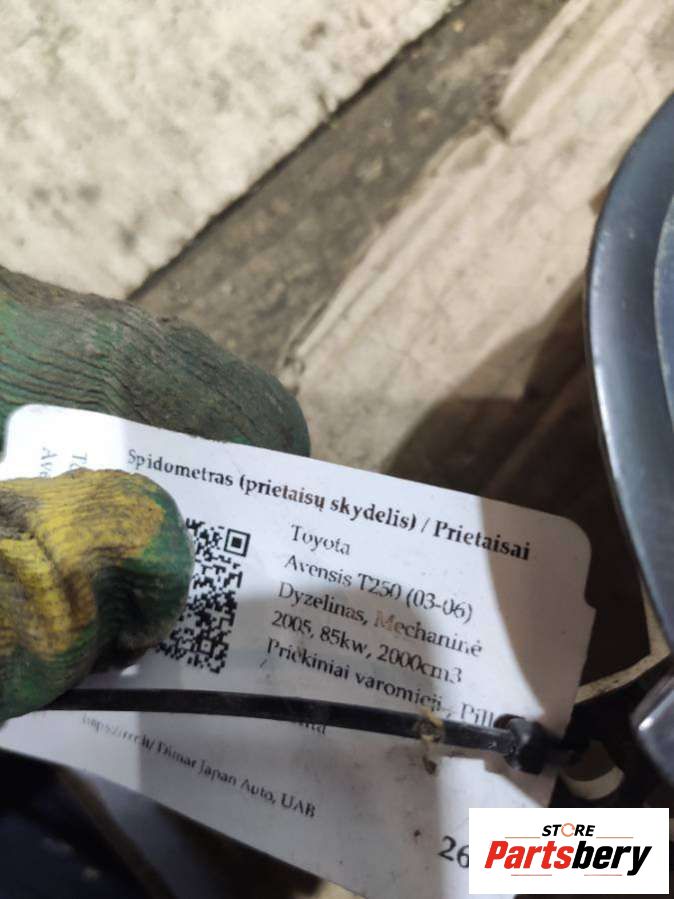 Spidometras (prietaisų skydelis) / Prietaisai
Toyota
Avensis T250 (03-06)
Dyzelinas, Mechaninė
2005, 85kw, 2000cm3
Priekiniai varomieji,
Dimar Japan Auto, UAB
26
STORE
Partsbery